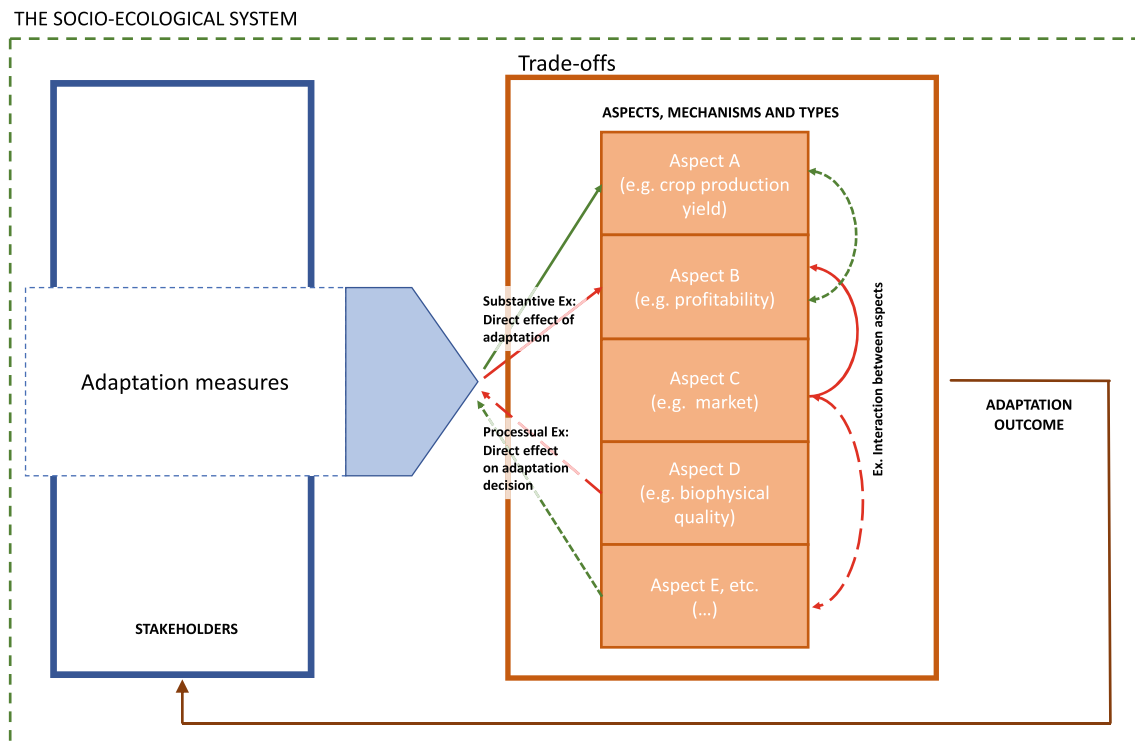 THE SOCIO-ECOLOGICAL SYSTEM
Trade-offs
ASPECTS, MECHANISMS AND TYPES
Aspect A
(e.g. crop production
yield)
Aspect B
(e.g. profitability)
Substantive Ex:
Direct effect of
adaptation
Aspect C
(e.g.  market)
Adaptation measures
Ex. Interaction between aspects
ADAPTATION
OUTCOME
Processual Ex:
Direct effect
on adaptation
decision
Aspect D
(e.g. biophysical
quality)
Aspect E, etc.
(...)
STAKEHOLDERS